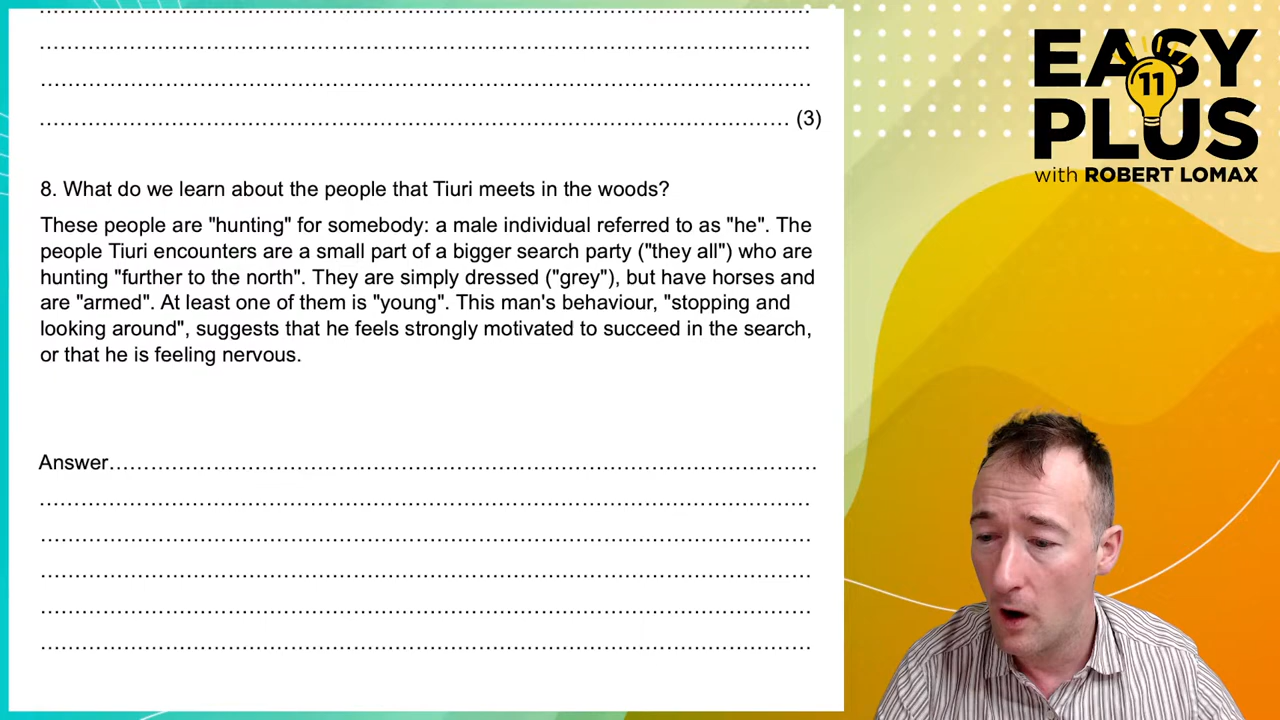 EASY
11
PLUS
with ROBERT LOMAX
(3)
8. What do we learn about the people that Tiuri meets in the woods?
These people are "hunting" for somebody: a male individual referred to as "he". The
people Tiuri encounters are a small part of a bigger search party ("they all") who are
hunting "further to the north". They are simply dressed ("grey"), but have horses and
are "armed". At least one of them is "young". This man's behaviour, "stopping and
looking around", suggests that he feels strongly motivated to succeed in the search,
or that he is feeling nervous.
Answer